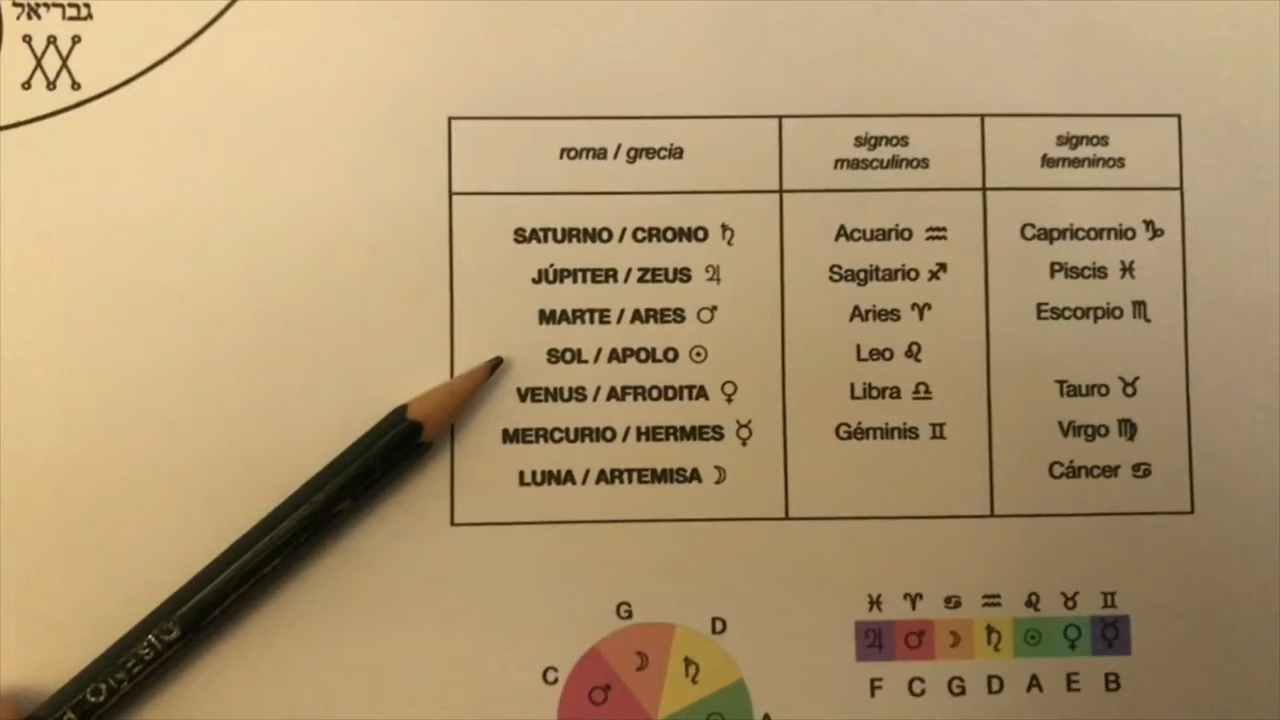 גבריאל
roma / grecia
signos
masculinos
signos
femeninos
SATURNO / CRONO ♄ Acuario ♒ Capricornio ♑
JÚPITER / ZEUS ♃ Sagitario ♐ Piscis ♓
MARTE / ARES ♂ Aries ♈ Escorpio ♏
SOL / APOLO ☉ Leo ♌
VENUS / AFRODITA ♀ Libra ♎ Tauro ♉
MERCURIO / HERMES ☿ Géminis ♊ Virgo ♍
LUNA / ARTEMISA ☽ Cáncer ♋
G D
C
♓ ♈ ♋ ♒ ♌ ♉ ♊
♃ ♂ ☽ ♄ ☉ ♀ ☿
F C G D A E B
☽ ♄
♂